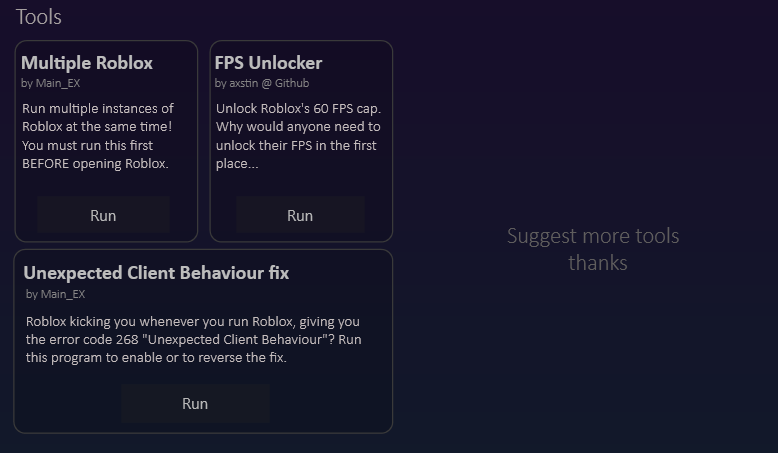 Tools
Multiple Roblox
by Main_EX
Run multiple instances of
Roblox at the same time!
You must run this first
BEFORE opening Roblox.
Run
FPS Unlocker
by axstin @ Github
Unlock Roblox's 60 FPS cap.
Why would anyone need to
unlock their FPS in the first
place...
Run
Unexpected Client Behaviour fix
by Main_EX
Roblox kicking you whenever you run Roblox, giving you
the error code 268 "Unexpected Client Behaviour"? Run
this program to enable or to reverse the fix.
Run
Suggest more tools
thanks